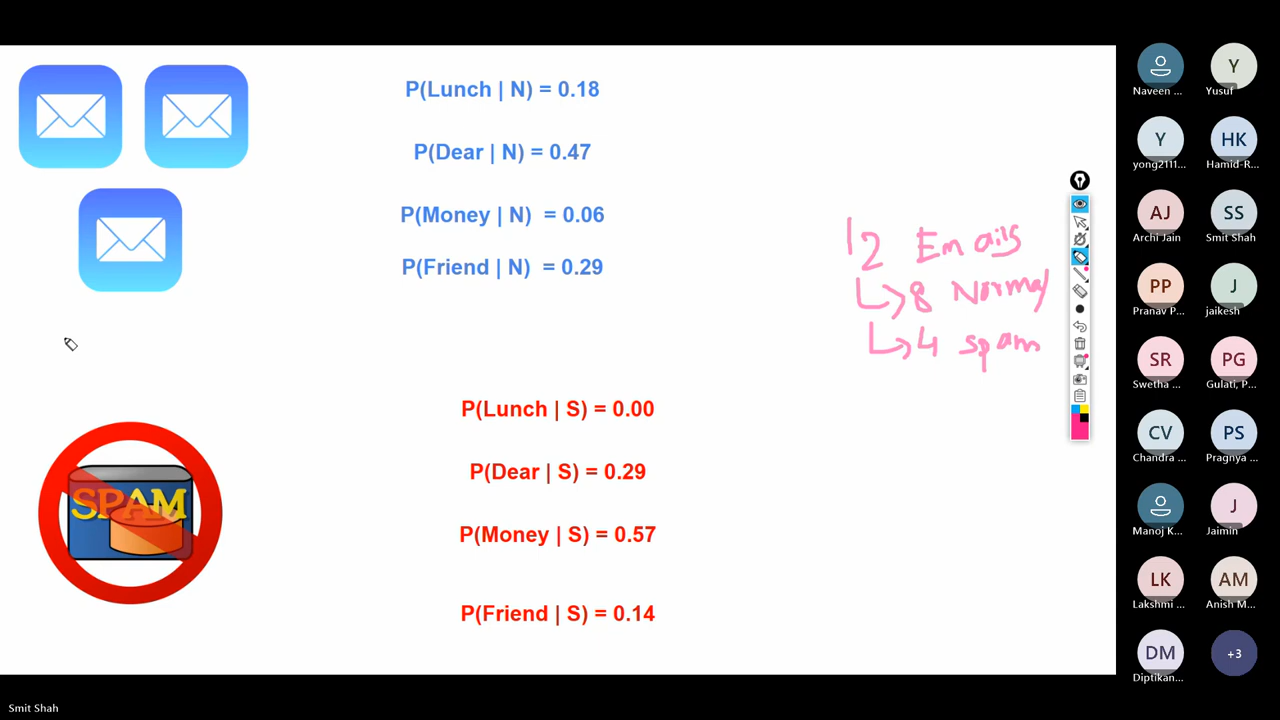 P(Lunch | N) = 0.18
P(Dear | N) = 0.47
P(Money | N) = 0.06
P(Friend | N) = 0.29
12 Emails
8 Normal
4 spam
P(Lunch | S) = 0.00
P(Dear | S) = 0.29
P(Money | S) = 0.57
P(Friend | S) = 0.14
SPAM
Naveen ...
Y
Yusuf
Y
yong2111...
HK
Hamid-R...
AJ
Archi Jain
SS
Smit Shah
PP
Pranav P...
J
jaikesh
SR
Swetha ...
PG
Gulati, P...
CV
Chandra ...
PS
Pragnya ...
Manoj K...
J
Jaimin
LK
Lakshmi ...
AM
Anish M...
DM
Diptikan...
+3
Smit Shah